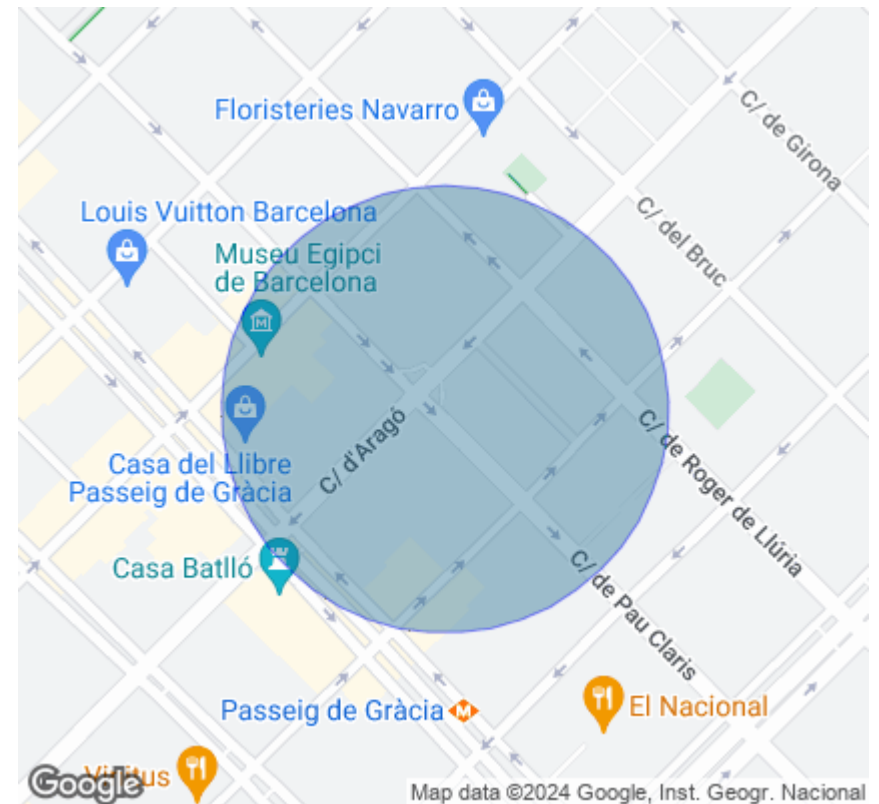 Floristeries Navarro
C/ de Girona
Louis Vuitton Barcelona
C/ del Bruc
Museu Egipci
de Barcelona
C/ d'Aragó
Casa del Llibre
Passeig de Gràcia
C/ de Roger de Llúria
Casa Batlló
C/ de Pau Claris
Passeig de Gràcia
M
El Nacional
Google
Map data ©2024 Google, Inst. Geogr. Nacional